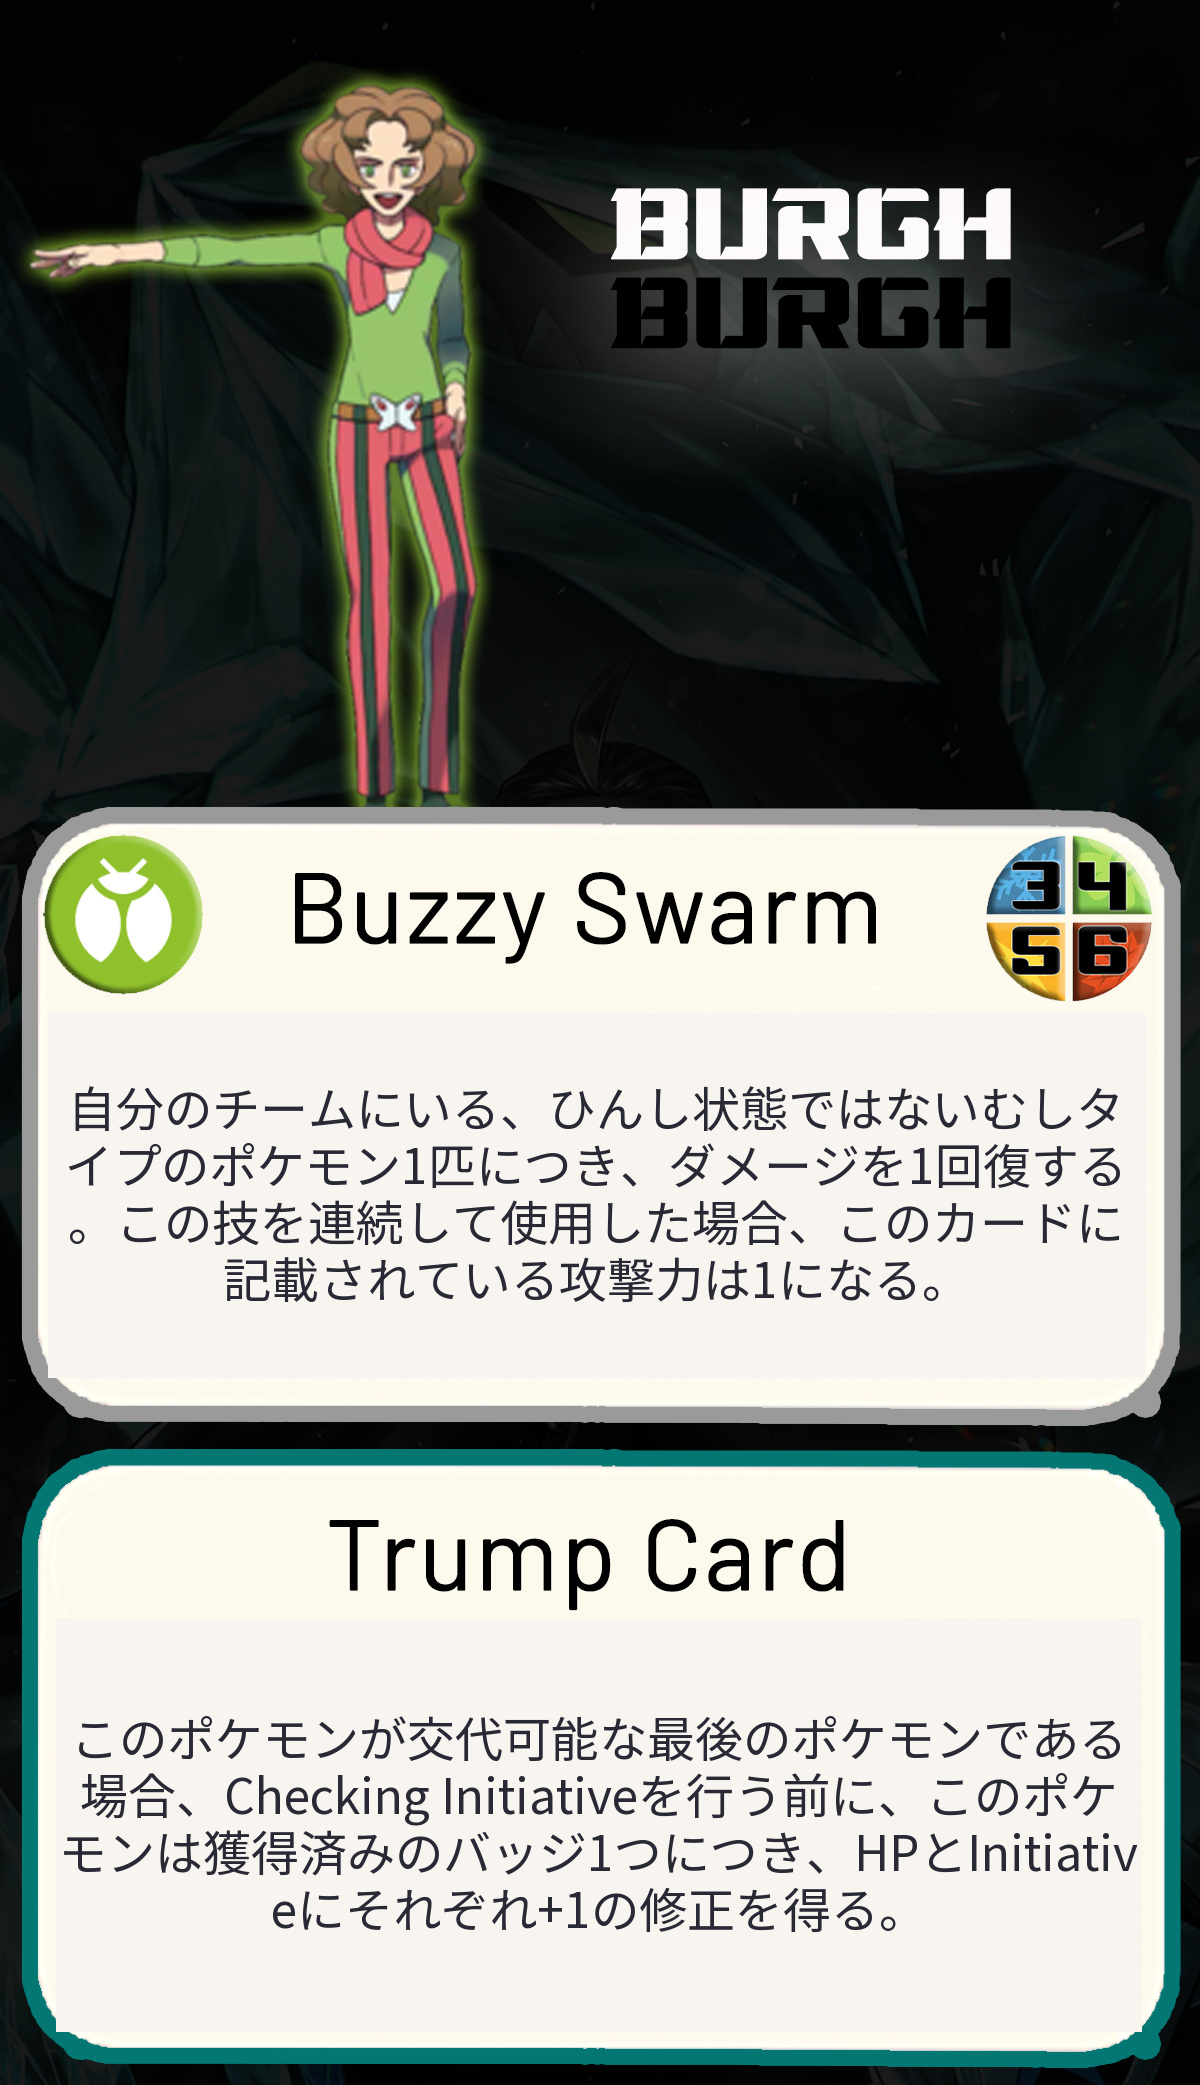 BURGH
BURGH
Buzzy Swarm
3 4
5 6
自分のチームにいる、ひんし状態ではないむしタ
イプのポケモン1匹につき、ダメージを1回復する
。この技を連続して使用した場合、このカードに
記載されている攻撃力は1になる。
Trump Card
このポケモンが交代可能な最後のポケモンである
場合、Checking Initiativeを行う前に、このポケ
モンは獲得済みのバッジ1つにつき、HPとInitiativ
eにそれぞれ+1の修正を得る。